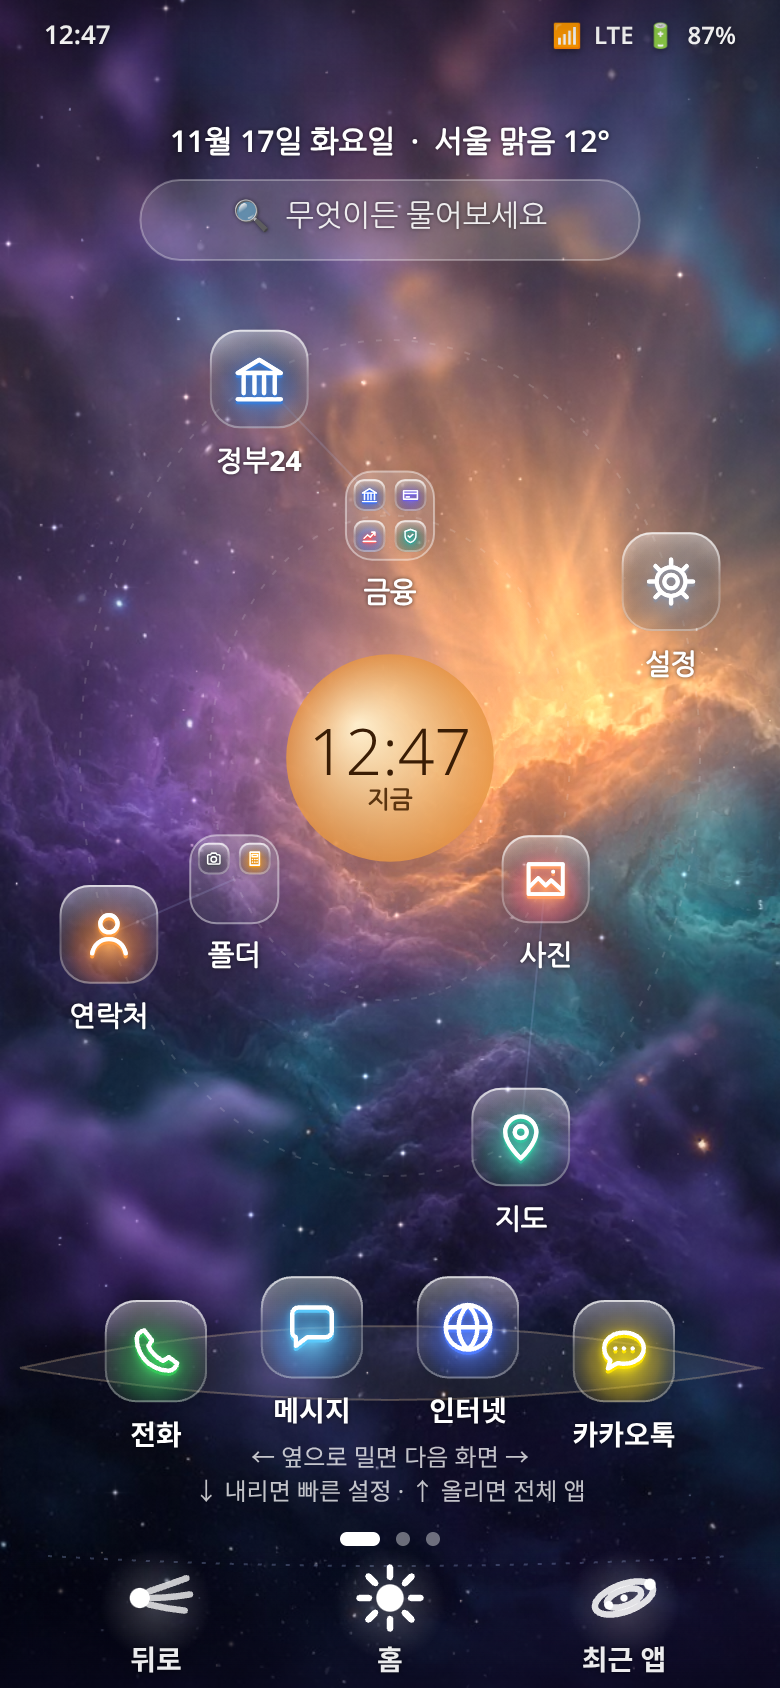 12:47
LTE 87%
11월 17일 화요일 · 서울 맑음 12°
무엇이든 물어보세요
정부24
금융
설정
12:47
지금
폴더
사진
연락처
지도
전화
메시지
인터넷
카카오톡
← 옆으로 밀면 다음 화면 →
↓ 내리면 빠른 설정 · ↑ 올리면 전체 앱
뒤로
홈
최근 앱